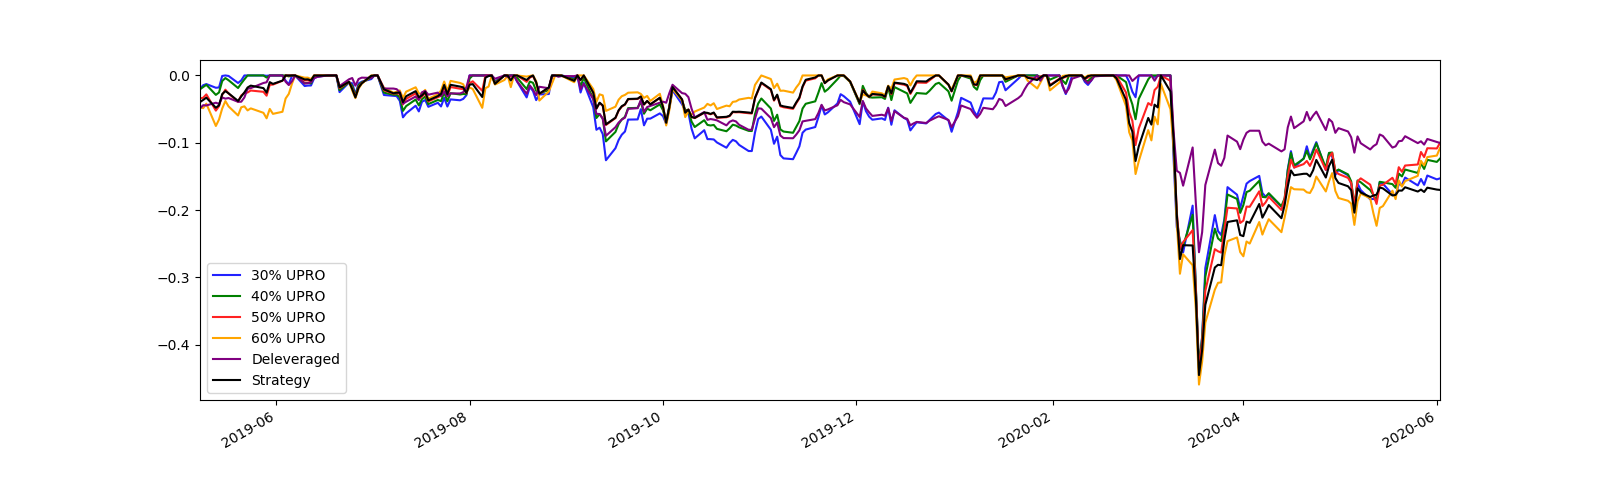 0.0
−0.1
−0.2
−0.3
−0.4
30% UPRO
40% UPRO
50% UPRO
60% UPRO
Deleveraged
Strategy
2019-06
2019-08
2019-10
2019-12
2020-02
2020-04
2020-06